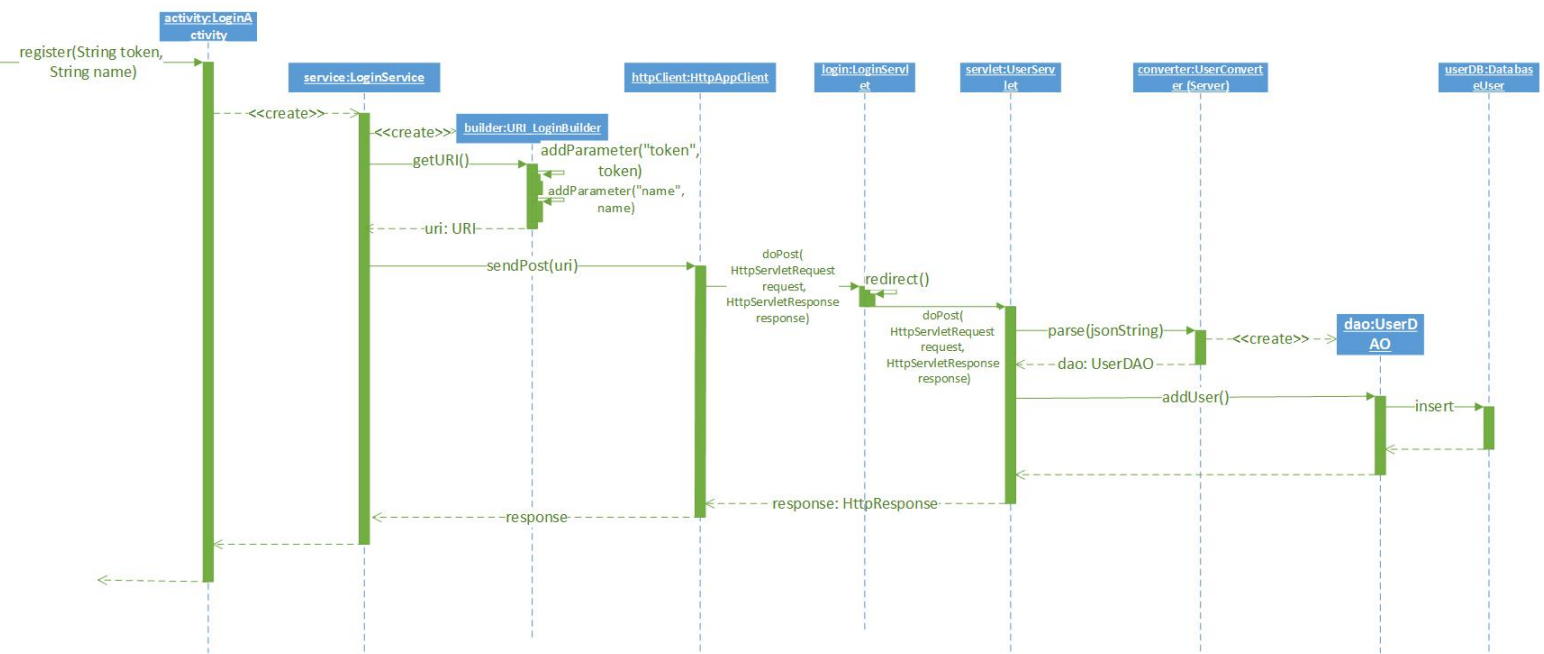 activity:LoginA
ctivity
register(String token,
String name)
service:LoginService
httpClient:HttpAppClient
login:LoginServl
et
servlet:UserServ
let
converter:UserConvert
er (Server)
userDB:Databas
eUser
<<create>>
<<create>>
builder:URI_LoginBuilder
getURI()
addParameter("token",
token)
addParameter("name",
name)
uri: URI
sendPost(uri)
doPost(
HttpServletRequest
request,
HttpServletResponse
response)
redirect()
doPost(
HttpServletRequest
request,
HttpServletResponse
response)
parse(jsonString)
<<create>>
dao:UserD
AO
dao: UserDAO
addUser()
insert
response: HttpResponse
response